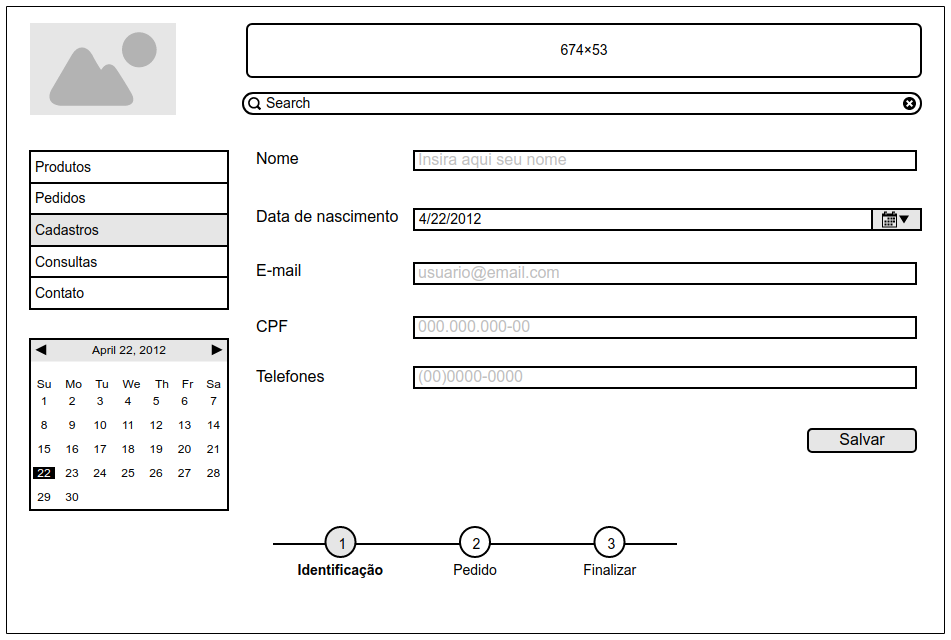 674×53
Search
Produtos
Pedidos
Cadastros
Consultas
Contato
April 22, 2012
Su Mo Tu We Th Fr Sa
1 2 3 4 5 6 7
8 9 10 11 12 13 14
15 16 17 18 19 20 21
22 23 24 25 26 27 28
29 30
Nome Insira aqui seu nome
Data de nascimento 4/22/2012
E-mail usuario@email.com
CPF 000.000.000-00
Telefones (00)0000-0000
Salvar
1 2 3
Identificação Pedido Finalizar